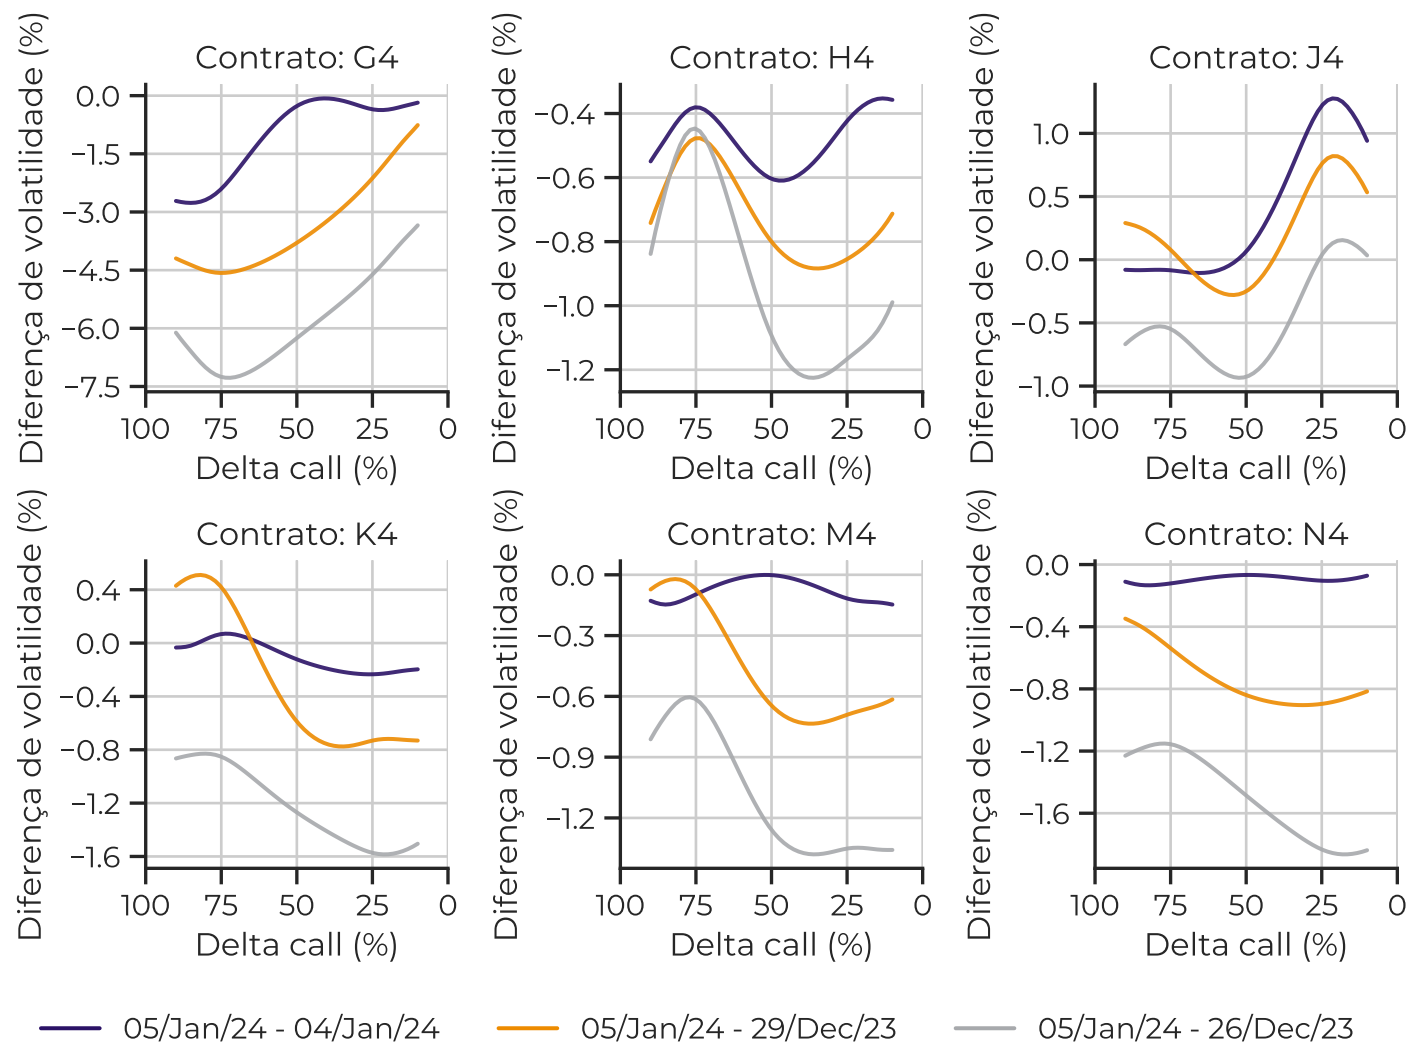 Contrato: G4
Diferença de volatilidade (%)
0.0
−1.5
−3.0
−4.5
−6.0
−7.5
100 75 50 25 0
Delta call (%)
Contrato: H4
Diferença de volatilidade (%)
−0.4
−0.6
−0.8
−1.0
−1.2
100 75 50 25 0
Delta call (%)
Contrato: J4
Diferença de volatilidade (%)
1.0
0.5
0.0
−0.5
−1.0
100 75 50 25 0
Delta call (%)
Contrato: K4
Diferença de volatilidade (%)
0.4
0.0
−0.4
−0.8
−1.2
−1.6
100 75 50 25 0
Delta call (%)
Contrato: M4
Diferença de volatilidade (%)
0.0
−0.3
−0.6
−0.9
−1.2
100 75 50 25 0
Delta call (%)
Contrato: N4
Diferença de volatilidade (%)
0.0
−0.4
−0.8
−1.2
−1.6
100 75 50 25 0
Delta call (%)
05/Jan/24 - 04/Jan/24
05/Jan/24 - 29/Dec/23
05/Jan/24 - 26/Dec/23